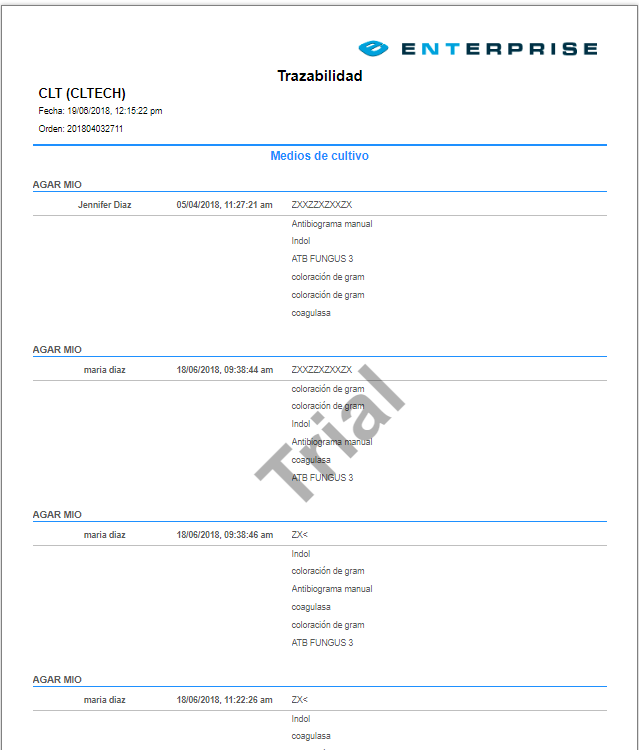 ENTERPRISE
Trazabilidad
CLT (CLTECH)
Fecha: 19/06/2018, 12:15:22 pm
Orden: 201804032711
Medios de cultivo
AGAR MIO
Jennifer Diaz 05/04/2018, 11:27:21 am ZXXZZXZXXZX
Antibiograma manual
Indol
ATB FUNGUS 3
coloración de gram
coloración de gram
coagulasa
AGAR MIO
maria diaz 18/06/2018, 09:38:44 am ZXXZZXZXXZX
coloración de gram
coloración de gram
Indol
Antibiograma manual
coagulasa
ATB FUNGUS 3
Trial
AGAR MIO
maria diaz 18/06/2018, 09:38:46 am ZX<
Indol
coloración de gram
Antibiograma manual
coagulasa
coloración de gram
ATB FUNGUS 3
AGAR MIO
maria diaz 18/06/2018, 11:22:26 am ZX<
Indol
coagulasa